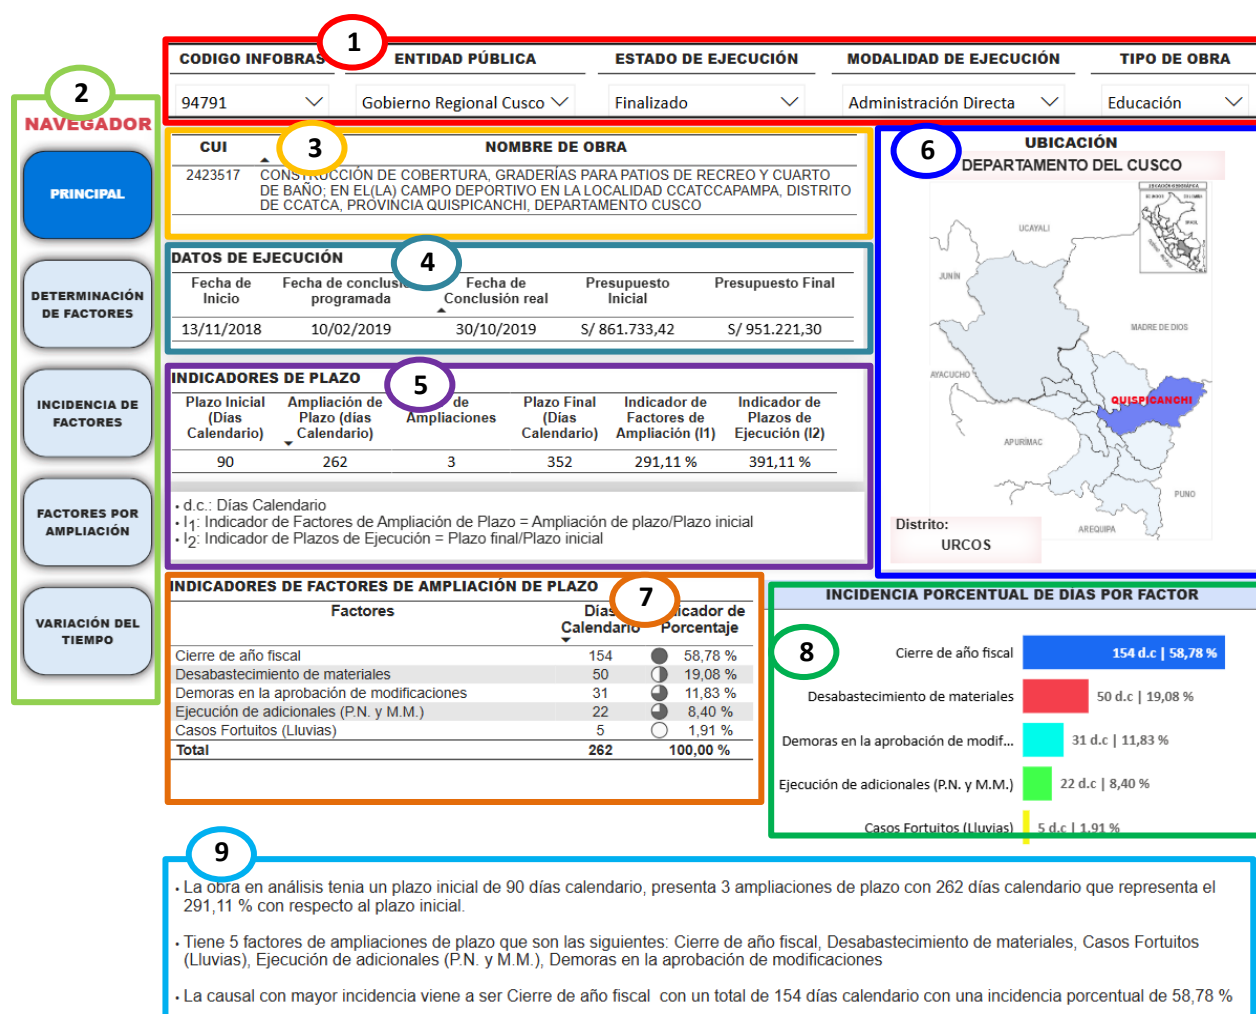 1
CODIGO INFOBRAS
ENTIDAD PÚBLICA
ESTADO DE EJECUCIÓN
MODALIDAD DE EJECUCIÓN
TIPO DE OBRA
94791
Gobierno Regional Cusco
Finalizado
Administración Directa
Educación
2
NAVEGADOR
PRINCIPAL
DETERMINACIÓN
DE FACTORES
INCIDENCIA DE
FACTORES
FACTORES POR
AMPLIACIÓN
VARIACIÓN DEL
TIEMPO
3
CUI
NOMBRE DE OBRA
2423517
CONSTRUCCIÓN DE COBERTURA, GRADERÍAS PARA PATIOS DE RECREO Y CUARTO
DE BAÑO; EN EL(LA) CAMPO DEPORTIVO EN LA LOCALIDAD CCATCCAPAMPA, DISTRITO
DE CCATCA, PROVINCIA QUISPICANCHI, DEPARTAMENTO CUSCO
4
DATOS DE EJECUCIÓN
Fecha de
Inicio
Fecha de conclusi
programada
Fecha de
Conclusión real
Presupuesto
Inicial
Presupuesto Final
13/11/2018
10/02/2019
30/10/2019
S/ 861.733,42
S/ 951.221,30
5
INDICADORES DE PLAZO
Plazo Inicial
(Días
Calendario)
Ampliación de
Plazo (días
Calendario)
de
Ampliaciones
Plazo Final
(Días
Calendario)
Indicador de
Factores de
Ampliación (I1)
Indicador de
Plazos de
Ejecución (I2)
90
262
3
352
291,11 %
391,11 %
• d.c.: Días Calendario
• I1: Indicador de Factores de Ampliación de Plazo = Ampliación de plazo/Plazo inicial
• I2: Indicador de Plazos de Ejecución = Plazo final/Plazo inicial
6
UBICACIÓN
DEPARTAMENTO DEL CUSCO
UCAYALI
JUNÍN
MADRE DE DIOS
AYACUCHO
QUISPICANCHI
APURÍMAC
PUNO
AREQUIPA
Distrito:
URCOS
7
INDICADORES DE FACTORES DE AMPLIACIÓN DE PLAZO
Factores
Días
Calendario
icador de
Porcentaje
Cierre de año fiscal 154 58,78 %
Desabastecimiento de materiales 50 19,08 %
Demoras en la aprobación de modificaciones 31 11,83 %
Ejecución de adicionales (P.N. y M.M.) 22 8,40 %
Casos Fortuitos (Lluvias) 5 1,91 %
Total 262 100,00 %
8
INCIDENCIA PORCENTUAL DE DIAS POR FACTOR
Cierre de año fiscal 154 d.c | 58,78 %
Desabastecimiento de materiales 50 d.c | 19,08 %
Demoras en la aprobación de modif... 31 d.c | 11,83 %
Ejecución de adicionales (P.N. y M.M.) 22 d.c | 8,40 %
Casos Fortuitos (Lluvias) 5 d.c | 1,91 %
9
• La obra en análisis tenia un plazo inicial de 90 días calendario, presenta 3 ampliaciones de plazo con 262 días calendario que representa el
291,11 % con respecto al plazo inicial.
• Tiene 5 factores de ampliaciones de plazo que son las siguientes: Cierre de año fiscal, Desabastecimiento de materiales, Casos Fortuitos
(Lluvias), Ejecución de adicionales (P.N. y M.M.), Demoras en la aprobación de modificaciones
• La causal con mayor incidencia viene a ser Cierre de año fiscal con un total de 154 días calendario con una incidencia porcentual de 58,78 %